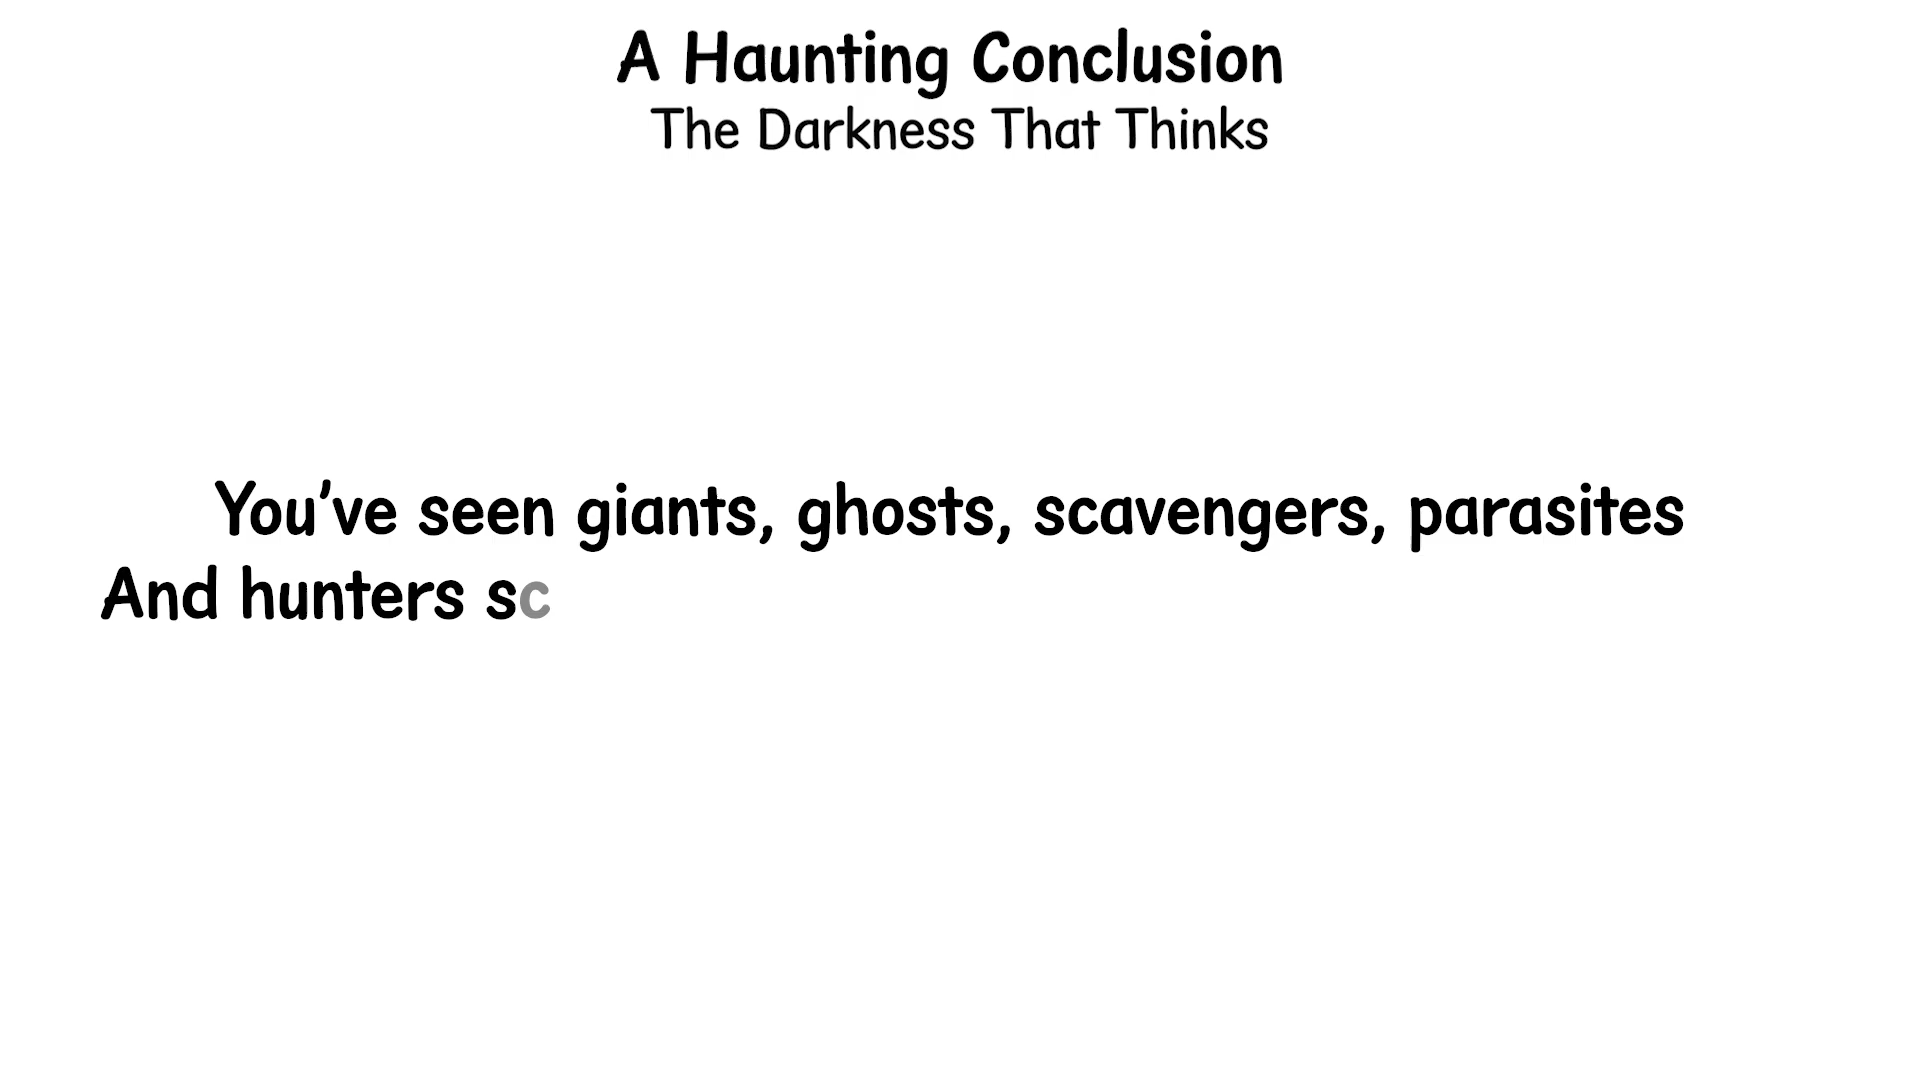 A Haunting Conclusion
The Darkness That Thinks
You’ve seen giants, ghosts, scavengers, parasites
And hunters sc